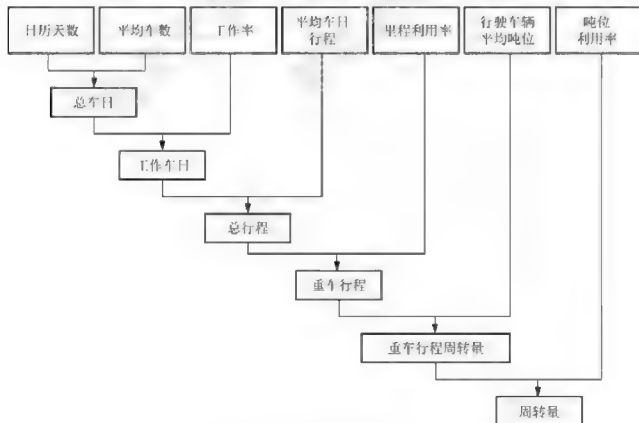 日历天数
平均车数
工作率
平均车日
行程
里程利用率
行驶车辆
平均吨位
吨位
利用率
总车日
工作车日
总行程
重车行程
重车行程周转量
周转量